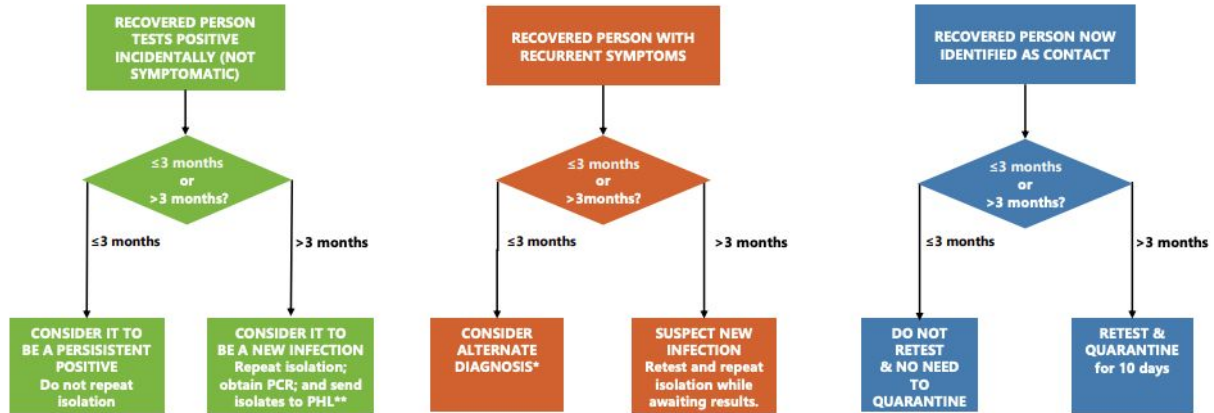 RECOVERED PERSON
TESTS POSITIVE
INCIDENTALLY (NOT
SYMPTOMATIC)
≤3 months
or
>3 months?
≤3 months
>3 months
CONSIDER IT TO
BE A PERSISISTENT
POSITIVE
Do not repeat
isolation
CONSIDER IT TO
BE A NEW INFECTION
Repeat isolation;
obtain PCR; and send
isolates to PHL**
RECOVERED PERSON WITH
RECURRENT SYMPTOMS
≤3 months
or
>3months?
≤3 months
>3 months
CONSIDER
ALTERNATE
DIAGNOSIS*
SUSPECT NEW
INFECTION
Retest and repeat
isolation while
awaiting results.
RECOVERED PERSON NOW
IDENTIFIED AS CONTACT
≤3 months
or
>3 months?
≤3 months
>3 months
DO NOT
RETEST
& NO NEED
TO
QUARANTINE
RETEST &
QUARANTINE
for 10 days